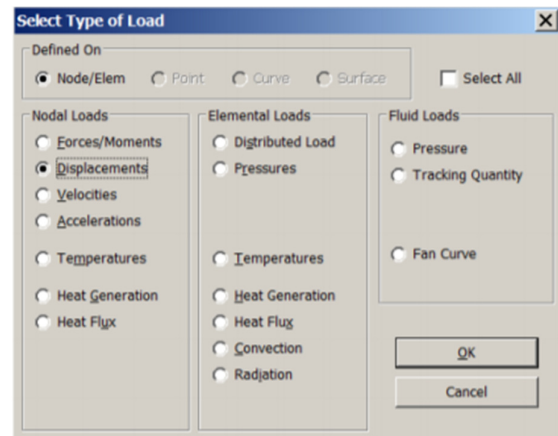 Select Type of Load
Defined On
Node/Elem
Point
Curve
Surface
Select All
Nodal Loads
Forces/Moments
Displacements
Velocities
Accelerations
Temperatures
Heat Generation
Heat Flux
Elemental Loads
Distributed Load
Pressures
Temperatures
Heat Generation
Heat Flux
Convection
Radiation
Fluid Loads
Pressure
Tracking Quantity
Fan Curve
OK
Cancel